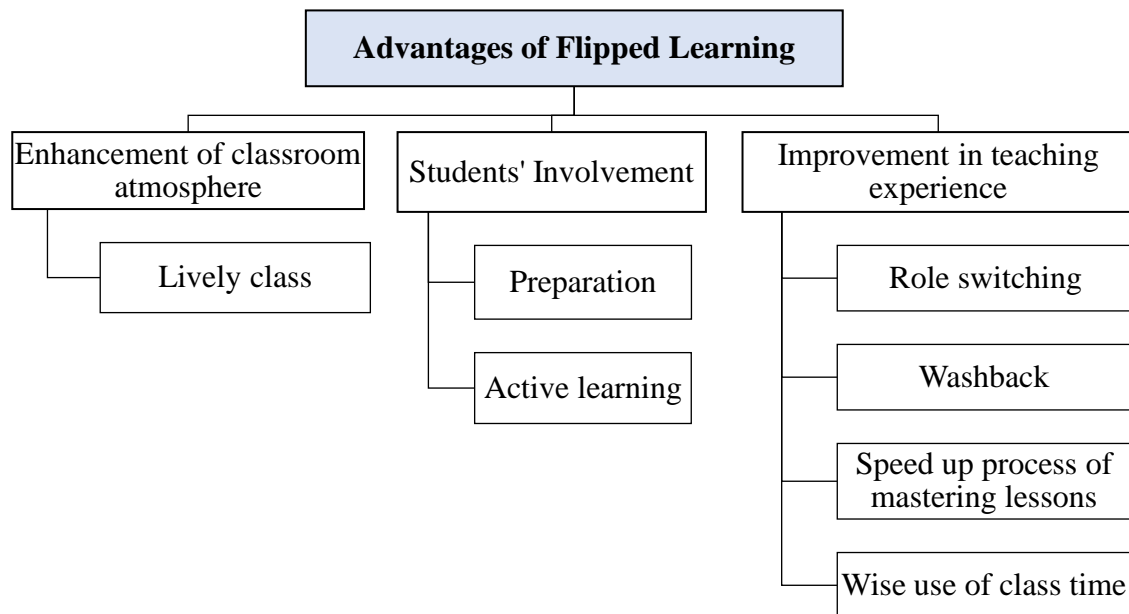 Advantages of Flipped Learning
Enhancement of classroom
atmosphere
Lively class
Students' Involvement
Preparation
Active learning
Improvement in teaching
experience
Role switching
Washback
Speed up process of
mastering lessons
Wise use of class time